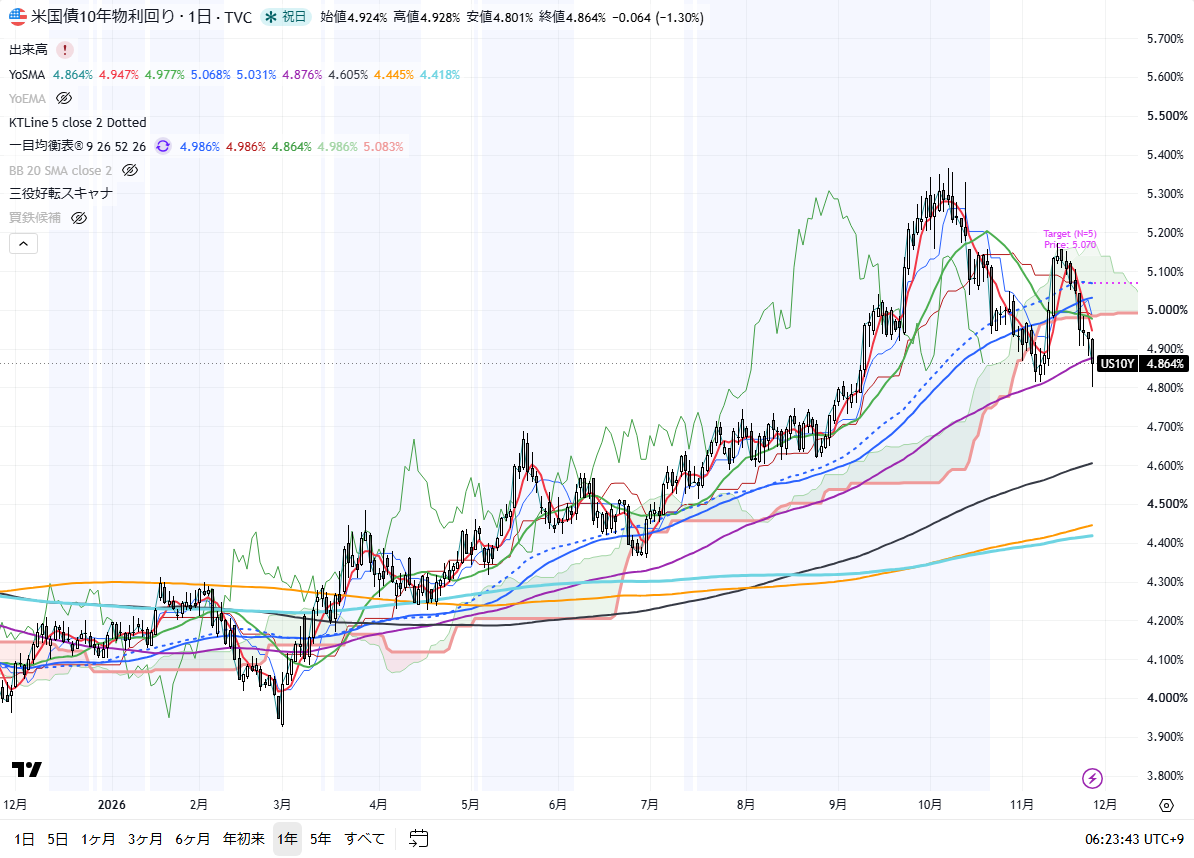 米国債10年物利回り · 1日 · TVC 祝日 始値4.924% 高値4.928% 安値4.801% 終値4.864% −0.064 (−1.30%)
出来高
YoSMA 4.864% 4.947% 4.977% 5.068% 5.031% 4.876% 4.605% 4.445% 4.418%
YoEMA
KTLine 5 close 2 Dotted
一目均衡表® 9 26 52 26 4.986% 4.986% 4.864% 4.986% 5.083%
BB 20 SMA close 2
三役好転スキャナ
買鉄候補
Target (N=5)
Price: 5.070
5.700%
5.600%
5.500%
5.400%
5.300%
5.200%
5.100%
5.000%
4.900%
US10Y 4.864%
4.800%
4.700%
4.600%
4.500%
4.400%
4.300%
4.200%
4.100%
4.000%
3.900%
3.800%
12月 2026 2月 3月 4月 5月 6月 7月 8月 9月 10月 11月 12月
1日 5日 1ヶ月 3ヶ月 6ヶ月 年初来 1年 5年 すべて 06:23:43 UTC+9